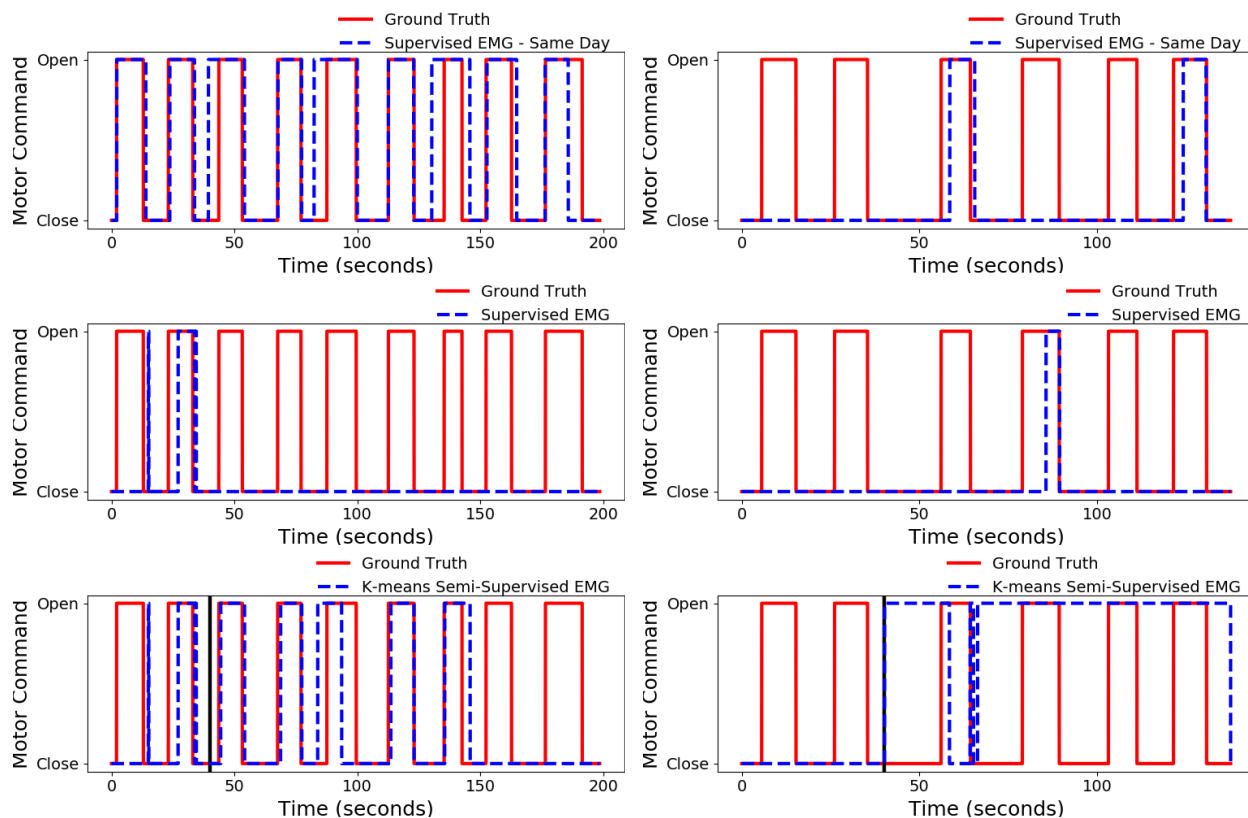 Ground Truth
Supervised EMG - Same Day
Open
Close
Motor Command
0 50 100 150 200
Time (seconds)
Ground Truth
Supervised EMG - Same Day
Open
Close
Motor Command
0 50 100
Time (seconds)
Ground Truth
Supervised EMG
Open
Close
Motor Command
0 50 100 150 200
Time (seconds)
Ground Truth
Supervised EMG
Open
Close
Motor Command
0 50 100
Time (seconds)
Ground Truth
K-means Semi-Supervised EMG
Open
Close
Motor Command
0 50 100 150 200
Time (seconds)
Ground Truth
K-means Semi-Supervised EMG
Open
Close
Motor Command
0 50 100
Time (seconds)